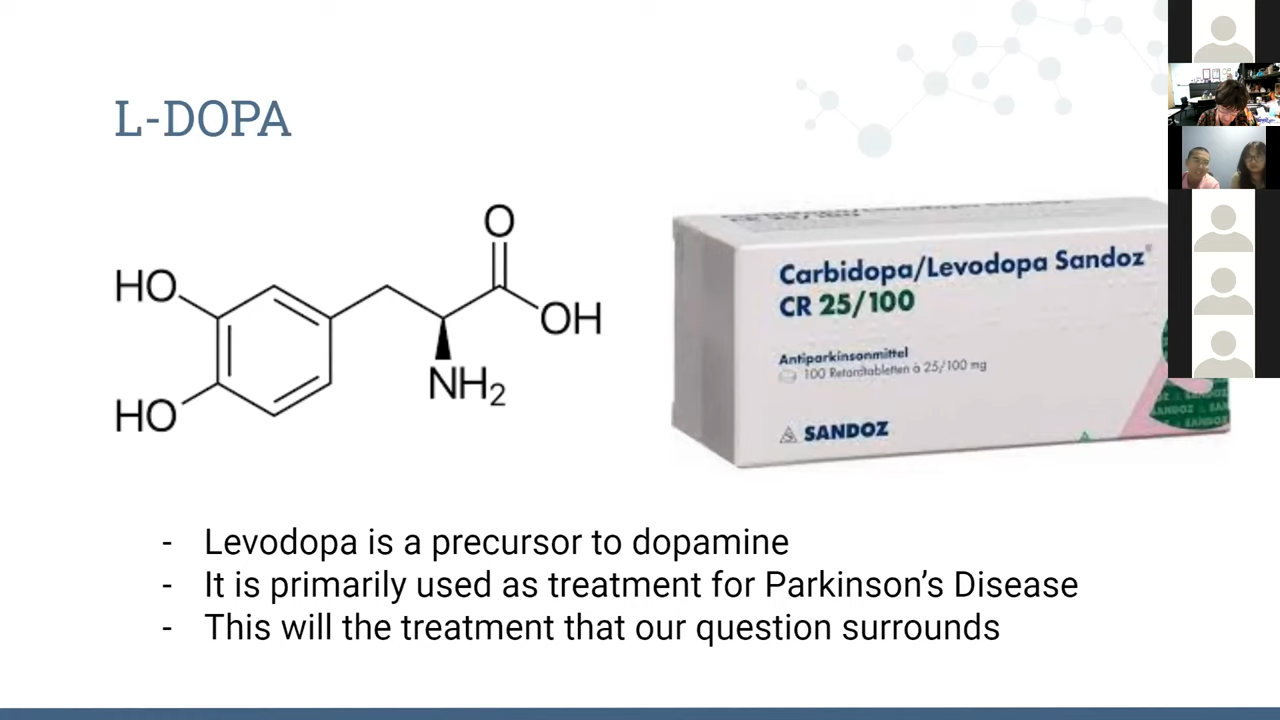 L-DOPA
O
HO
OH
NH2
HO
Carbidopa/Levodopa Sandoz®
CR 25/100
Antiparkinsonmittel
100 Retardtabletten à 25/100 mg
SANDOZ
- Levodopa is a precursor to dopamine
- It is primarily used as treatment for Parkinson’s Disease
- This will the treatment that our question surrounds